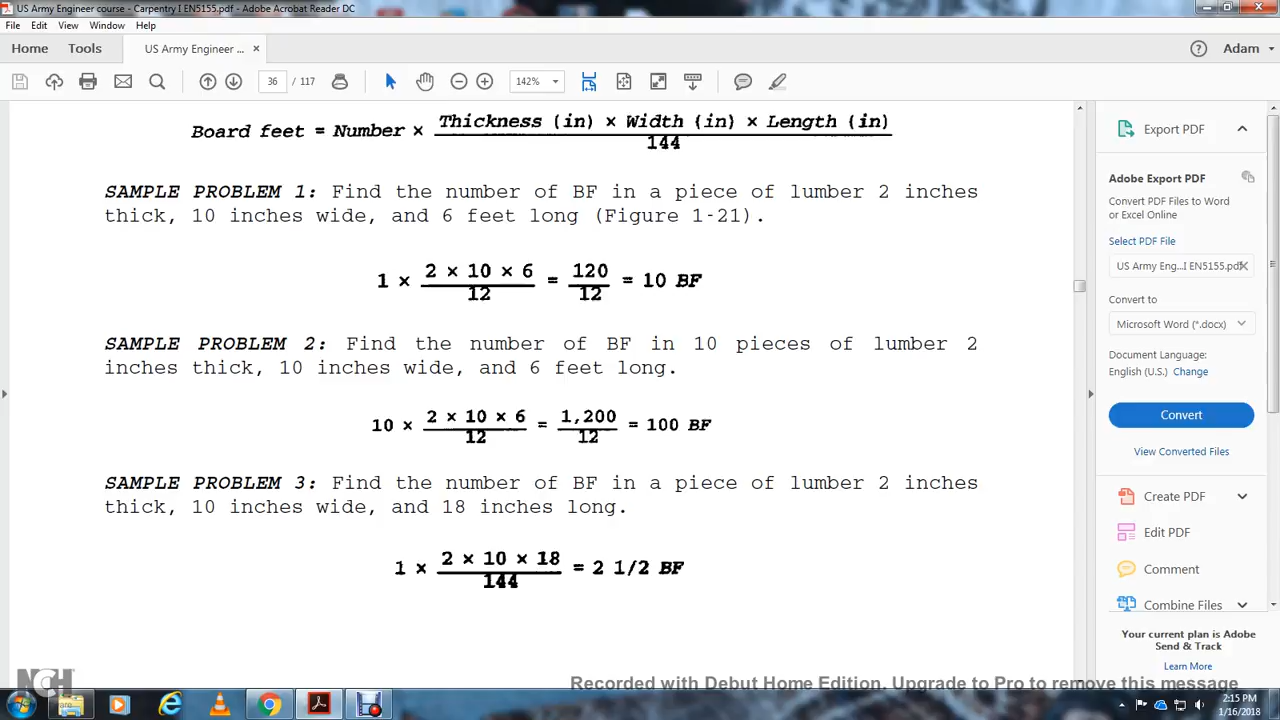 US Army Engineer course - Carpentry I EN5155.pdf - Adobe Acrobat Reader DC
File Edit View Window Help
Home Tools US Army Engineer ... × Adam
36 / 117 142%
Board feet = Number × Thickness (in) × Width (in) × Length (in)
144
SAMPLE PROBLEM 1: Find the number of BF in a piece of lumber 2 inches
thick, 10 inches wide, and 6 feet long (Figure 1-21).
1 × 2 × 10 × 6 / 12 = 120 / 12 = 10 BF
SAMPLE PROBLEM 2: Find the number of BF in 10 pieces of lumber 2
inches thick, 10 inches wide, and 6 feet long.
10 × 2 × 10 × 6 / 12 = 1,200 / 12 = 100 BF
SAMPLE PROBLEM 3: Find the number of BF in a piece of lumber 2 inches
thick, 10 inches wide, and 18 inches long.
1 × 2 × 10 × 18 / 144 = 2 1/2 BF
Export PDF
Adobe Export PDF
Convert PDF Files to Word
or Excel Online
Select PDF File
US Army Eng...I EN5155.pdf
Convert to
Microsoft Word (*.docx)
Document Language:
English (U.S.) Change
Convert
View Converted Files
Create PDF
Edit PDF
Comment
Combine Files
Your current plan is Adobe
Send & Track
Learn More
NCH
Recorded with Debut Home Edition. Upgrade to Pro to remove this message
2:15 PM
1/16/2018